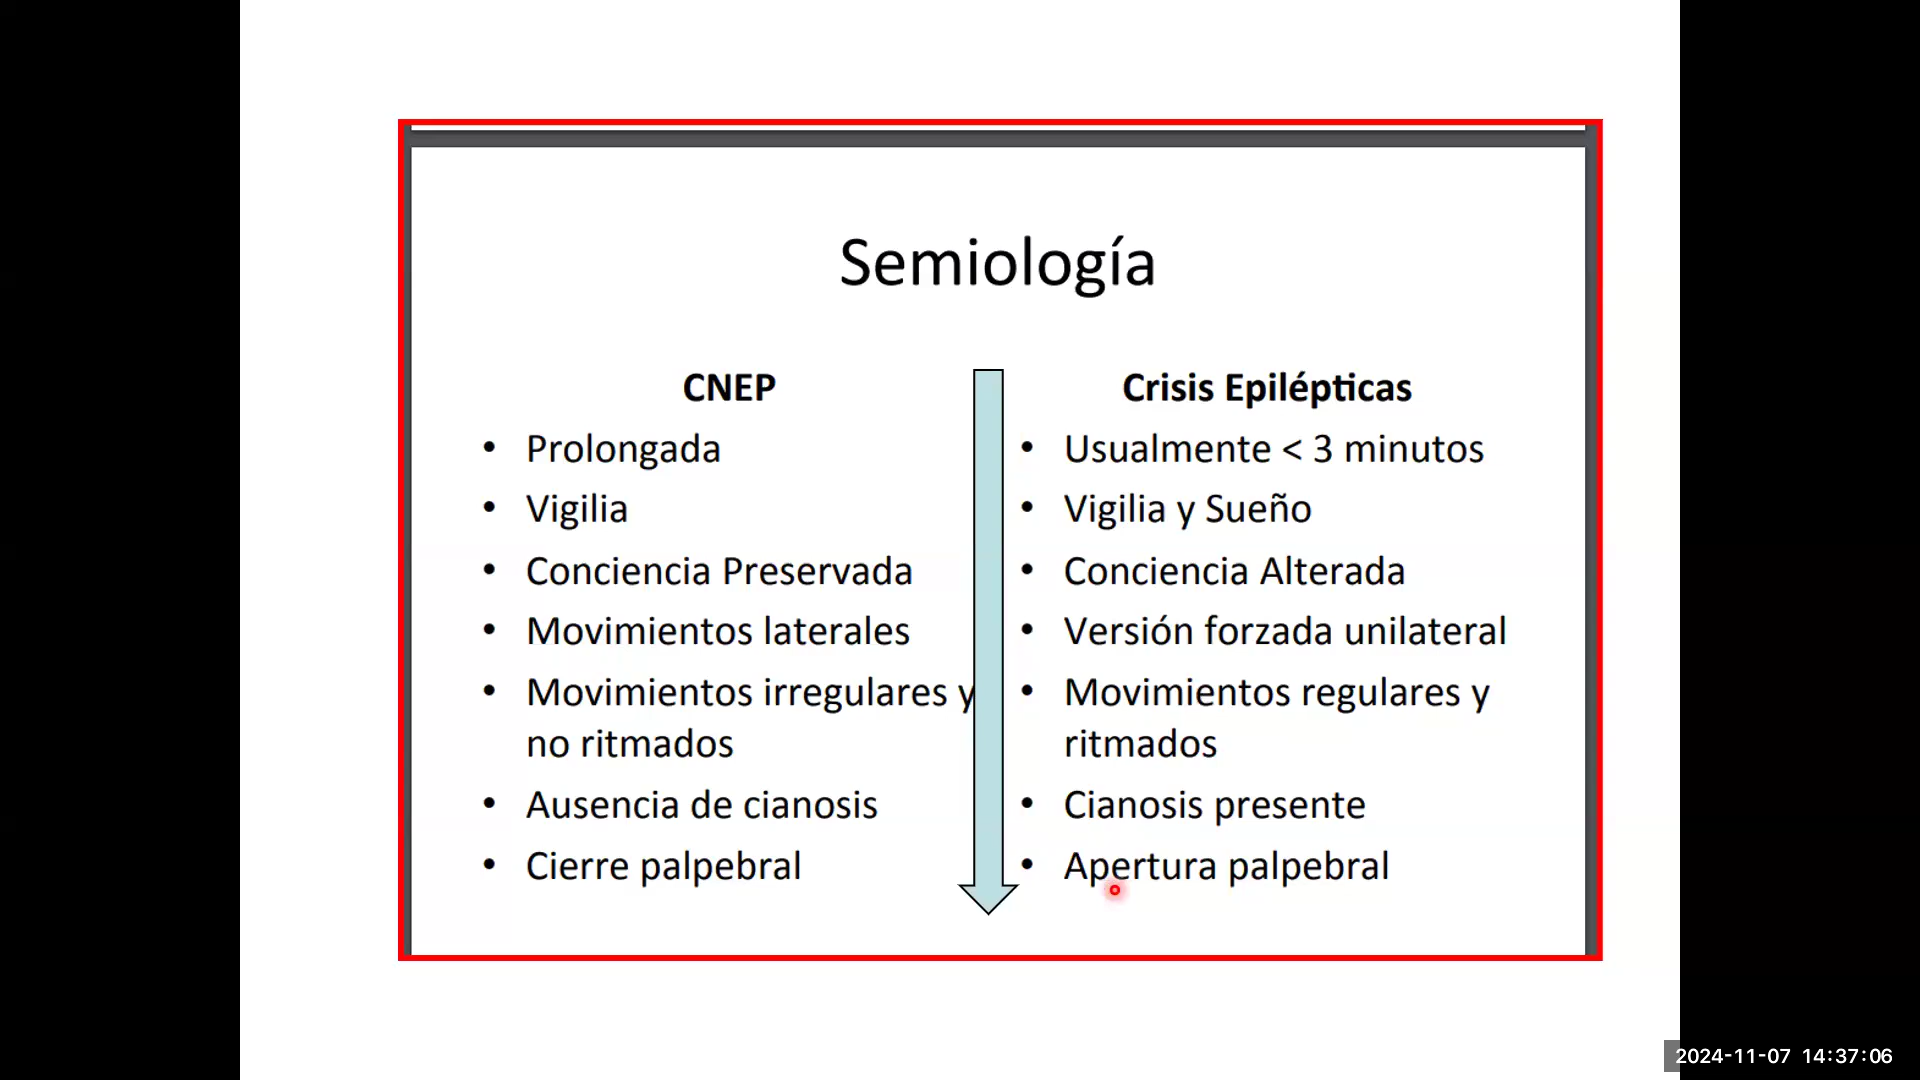 Semiología
CNEP
• Prolongada
• Vigilia
• Conciencia Preservada
• Movimientos laterales
• Movimientos irregulares y
no ritmados
• Ausencia de cianosis
• Cierre palpebral
Crisis Epilépticas
• Usualmente < 3 minutos
• Vigilia y Sueño
• Conciencia Alterada
• Versión forzada unilateral
• Movimientos regulares y
ritmados
• Cianosis presente
• Apertura palpebral
2024-11-07 14:37:06